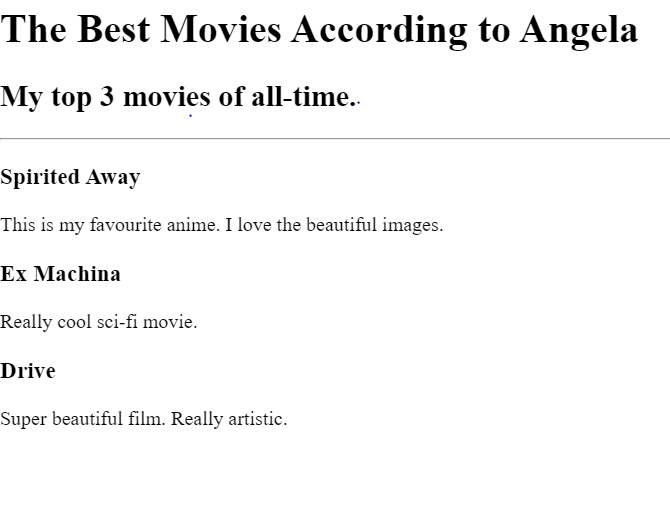 The Best Movies According to Angela
My top 3 movies of all-time.
Spirited Away
This is my favourite anime. I love the beautiful images.
Ex Machina
Really cool sci-fi movie.
Drive
Super beautiful film. Really artistic.